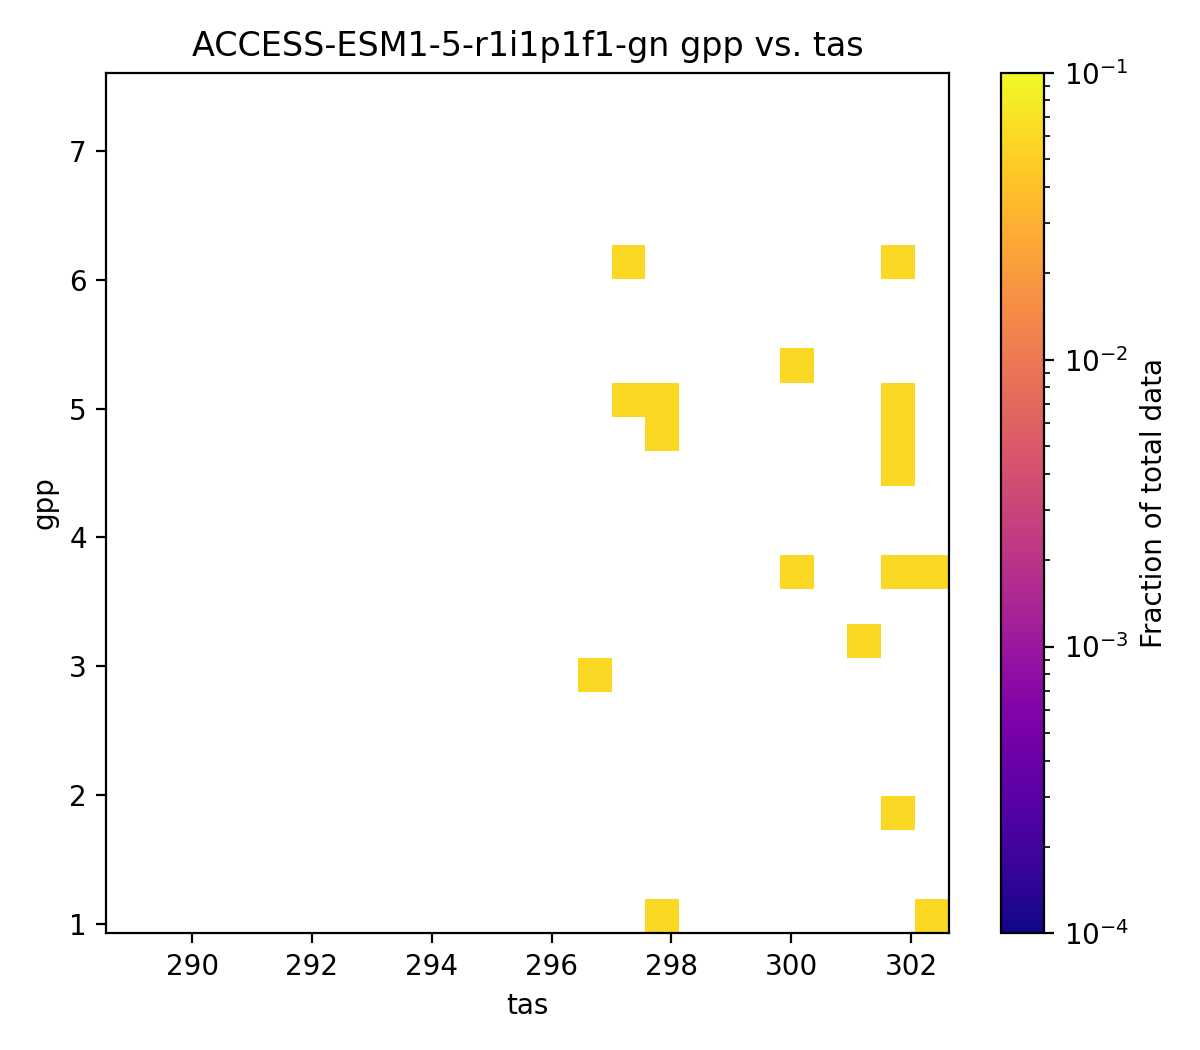 ACCESS-ESM1-5-r1i1p1f1-gn gpp vs. tas
7
6
5
4
3
2
1
gpp
290 292 294 296 298 300 302
tas
10⁻¹
10⁻²
10⁻³
10⁻⁴
Fraction of total data